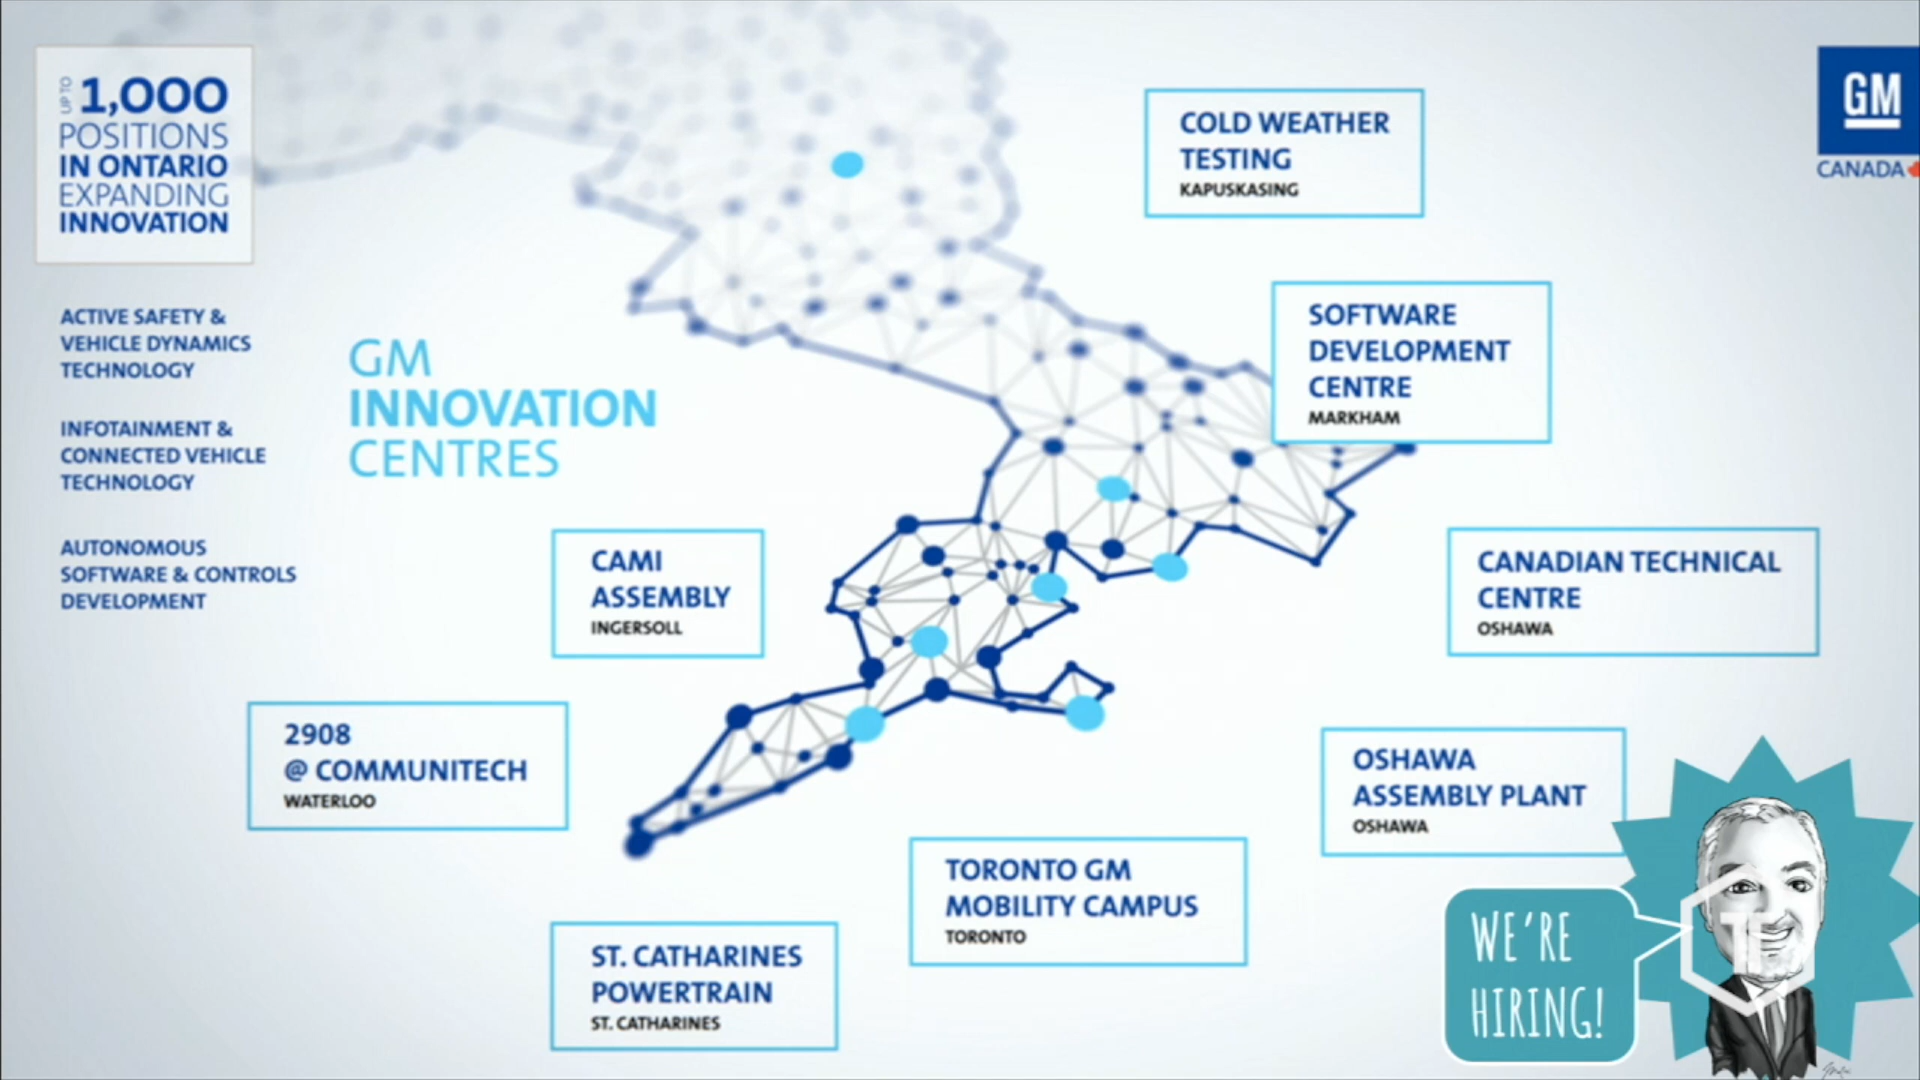 UP TO 1,000
POSITIONS
IN ONTARIO
EXPANDING
INNOVATION
ACTIVE SAFETY &
VEHICLE DYNAMICS
TECHNOLOGY
INFOTAINMENT &
CONNECTED VEHICLE
TECHNOLOGY
AUTONOMOUS
SOFTWARE & CONTROLS
DEVELOPMENT
GM
INNOVATION
CENTRES
COLD WEATHER
TESTING
KAPUSKASING
GM
CANADA
SOFTWARE
DEVELOPMENT
CENTRE
MARKHAM
CAMI
ASSEMBLY
INGERSOLL
CANADIAN TECHNICAL
CENTRE
OSHAWA
2908
@ COMMUNITECH
WATERLOO
OSHAWA
ASSEMBLY PLANT
OSHAWA
TORONTO GM
MOBILITY CAMPUS
TORONTO
ST. CATHARINES
POWERTRAIN
ST. CATHARINES
WE'RE
HIRING!